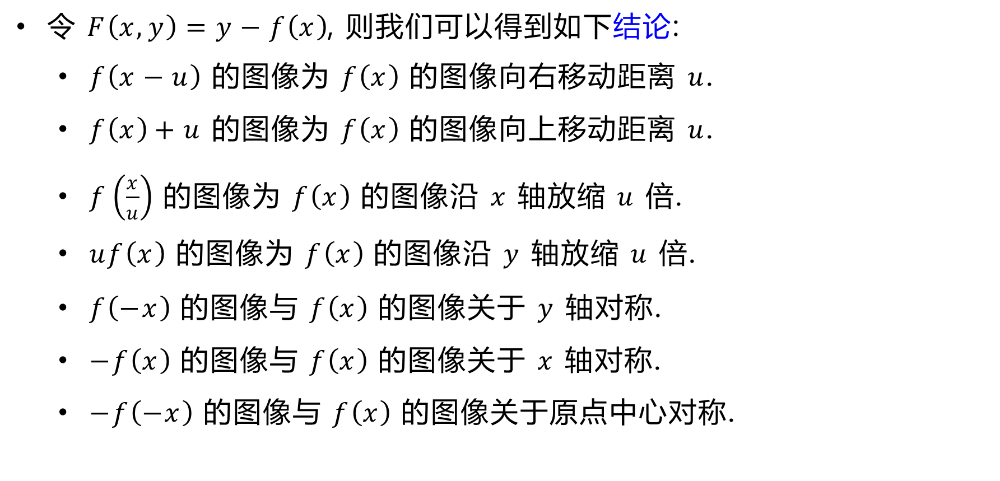 • 令 F(x, y) = y − f(x), 则我们可以得到如下结论:
• f(x − u) 的图像为 f(x) 的图像向右移动距离 u.
• f(x) + u 的图像为 f(x) 的图像向上移动距离 u.
• f(x/u) 的图像为 f(x) 的图像沿 x 轴放缩 u 倍.
• uf(x) 的图像为 f(x) 的图像沿 y 轴放缩 u 倍.
• f(−x) 的图像与 f(x) 的图像关于 y 轴对称.
• −f(x) 的图像与 f(x) 的图像关于 x 轴对称.
• −f(−x) 的图像与 f(x) 的图像关于原点中心对称.